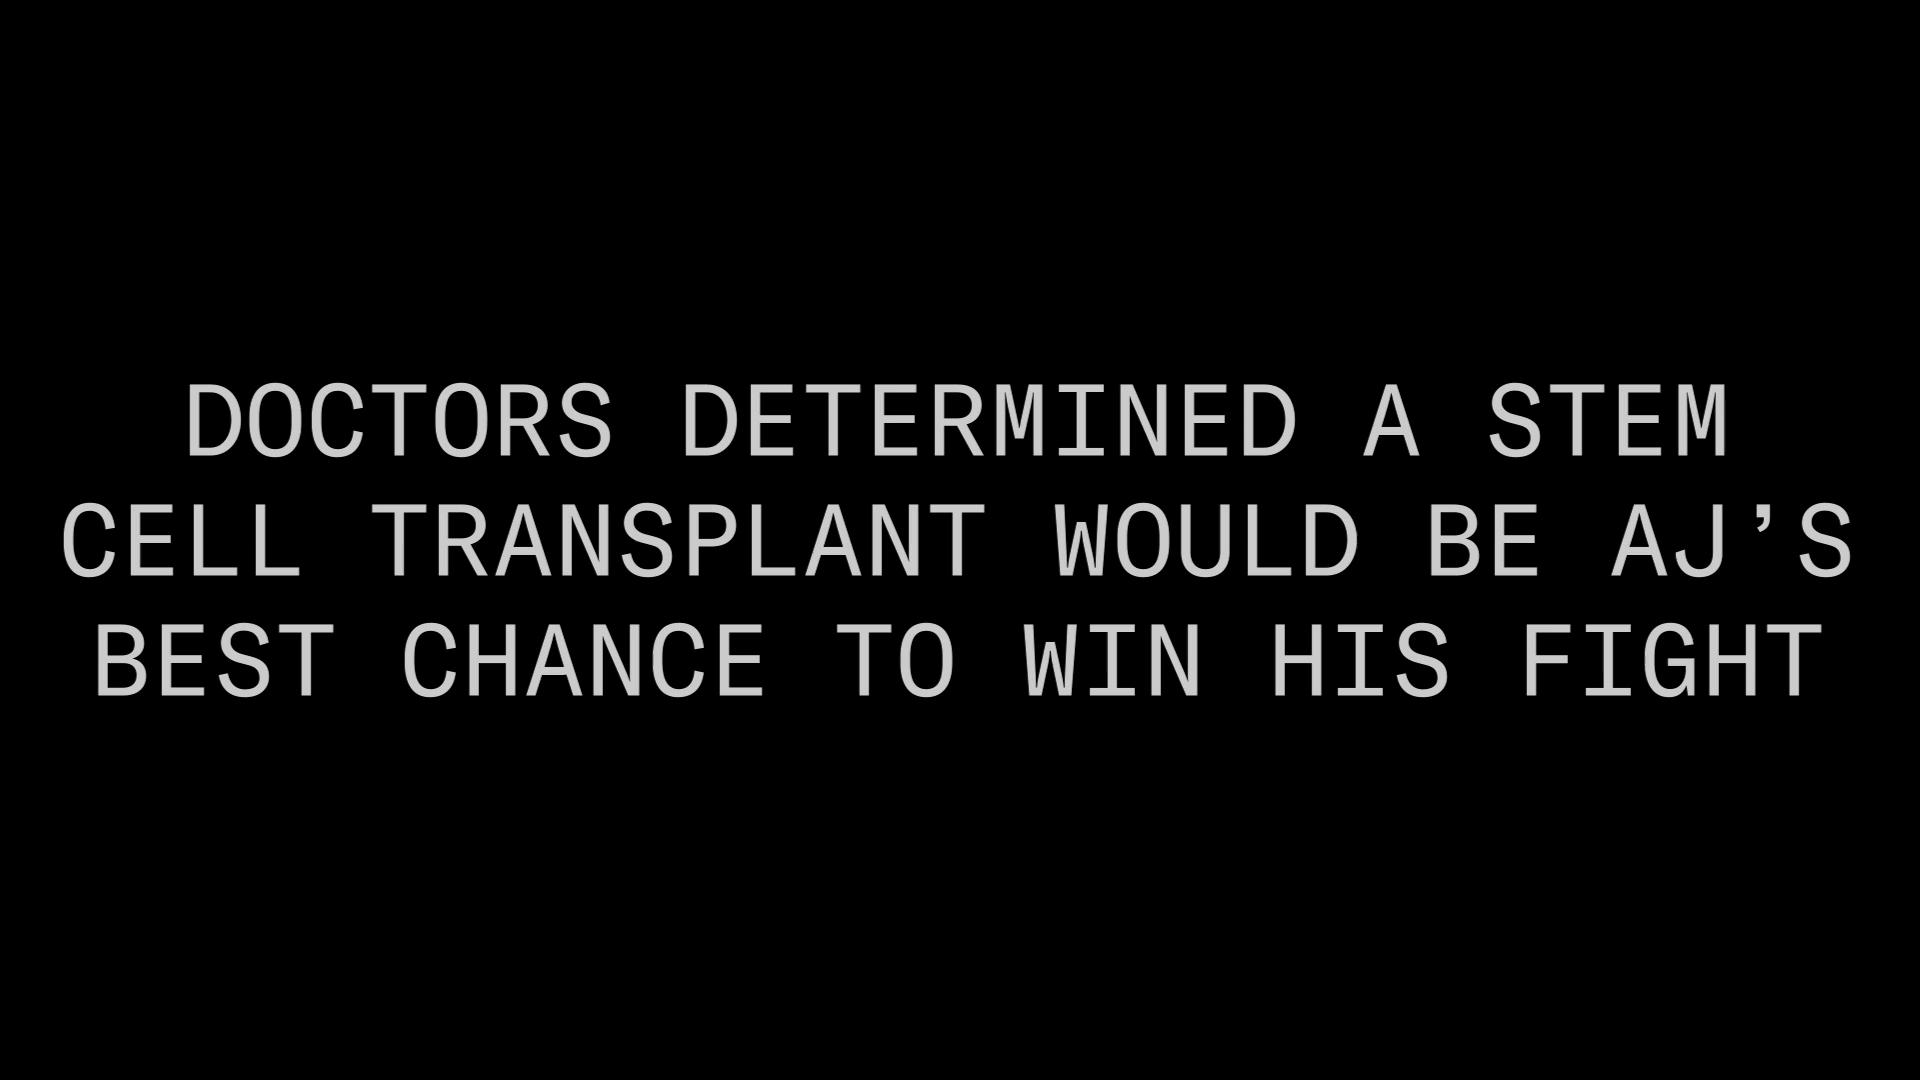 DOCTORS DETERMINED A STEM
CELL TRANSPLANT WOULD BE AJ’S
BEST CHANCE TO WIN HIS FIGHT